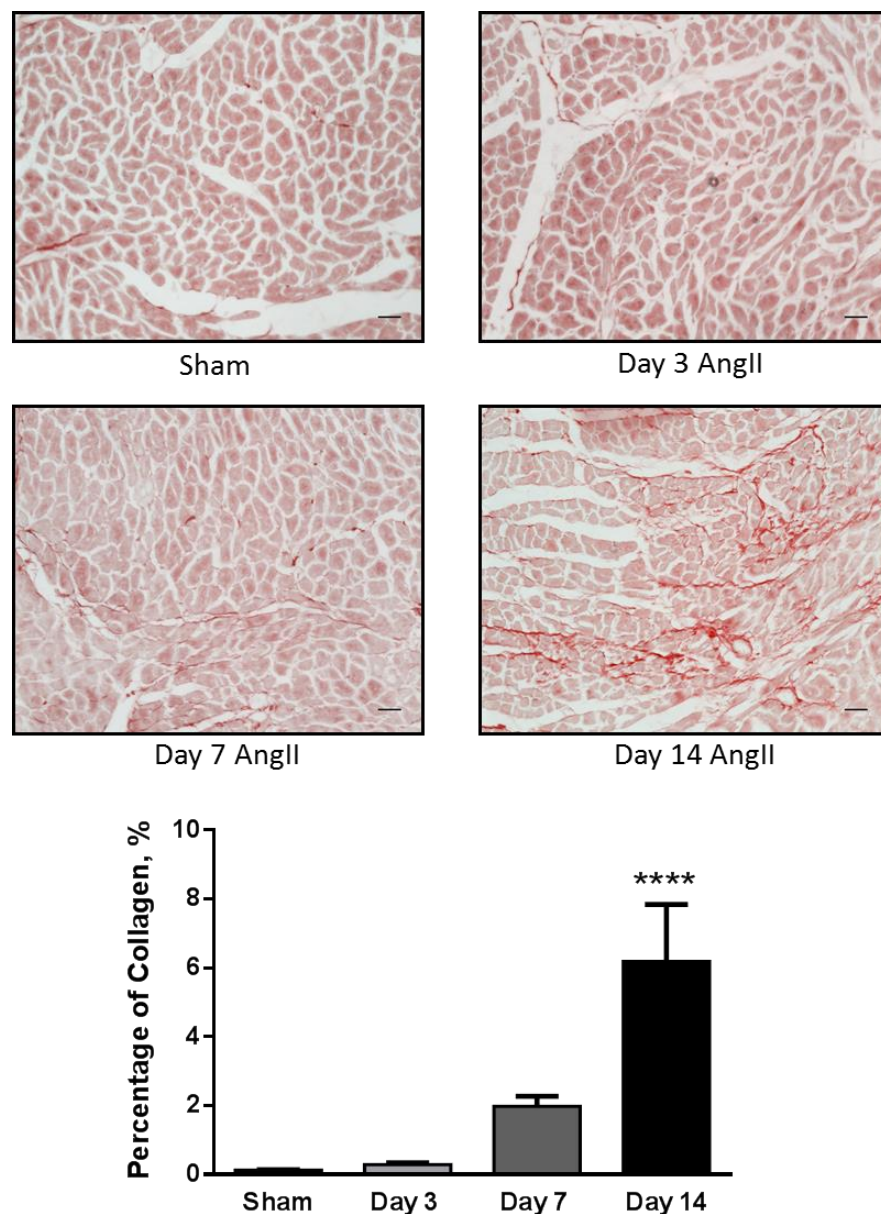 Sham
Day 3 AngII
Day 7 AngII
Day 14 AngII
Percentage of Collagen, %
10
8
6
4
2
0
****
Sham Day 3 Day 7 Day 14